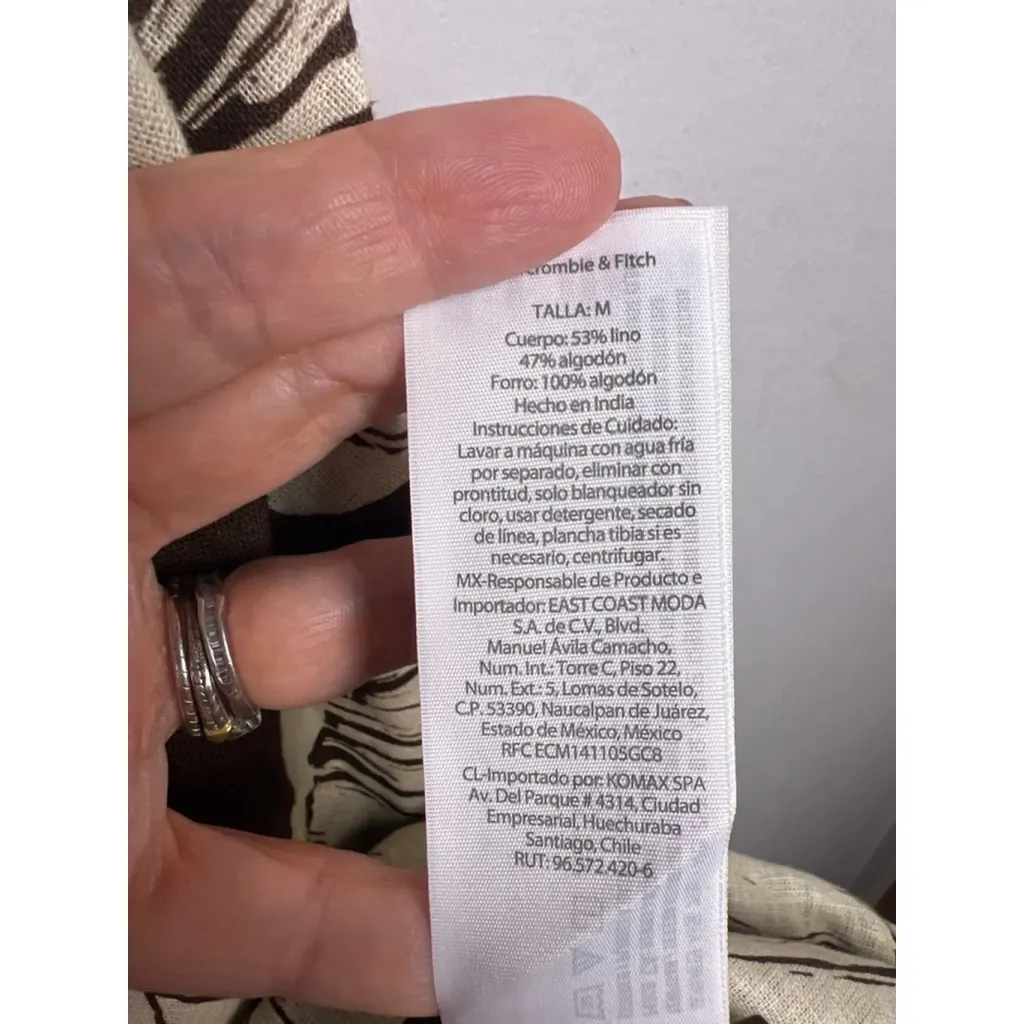 & Fitch
TALLA: M
Cuerpo: 53% lino
47% algodón
Forro: 100% algodón
Hecho en India
Instrucciones de Cuidado:
Lavar a máquina con agua fría
por separado, eliminar con
prontitud, solo blanqueador sin
cloro, usar detergente, secado
de línea, plancha tibia si es
necesario, centrifugar.
MX-Responsable de Producto e
Importador: EAST COAST MODA
S.A. de C.V., Blvd.
Manuel Ávila Camacho,
Num. Int.: Torre C, Piso 22,
Num. Ext.: 5, Lomas de Sotelo,
C.P. 53390, Naucalpan de Juárez,
Estado de México, México
RFC ECM141105GC8
CL-Importado por: KOMAX SPA
Av. Del Parque # 4314, Ciudad
Empresarial, Huechuraba
Santiago, Chile
RUT: 96.572.420-6